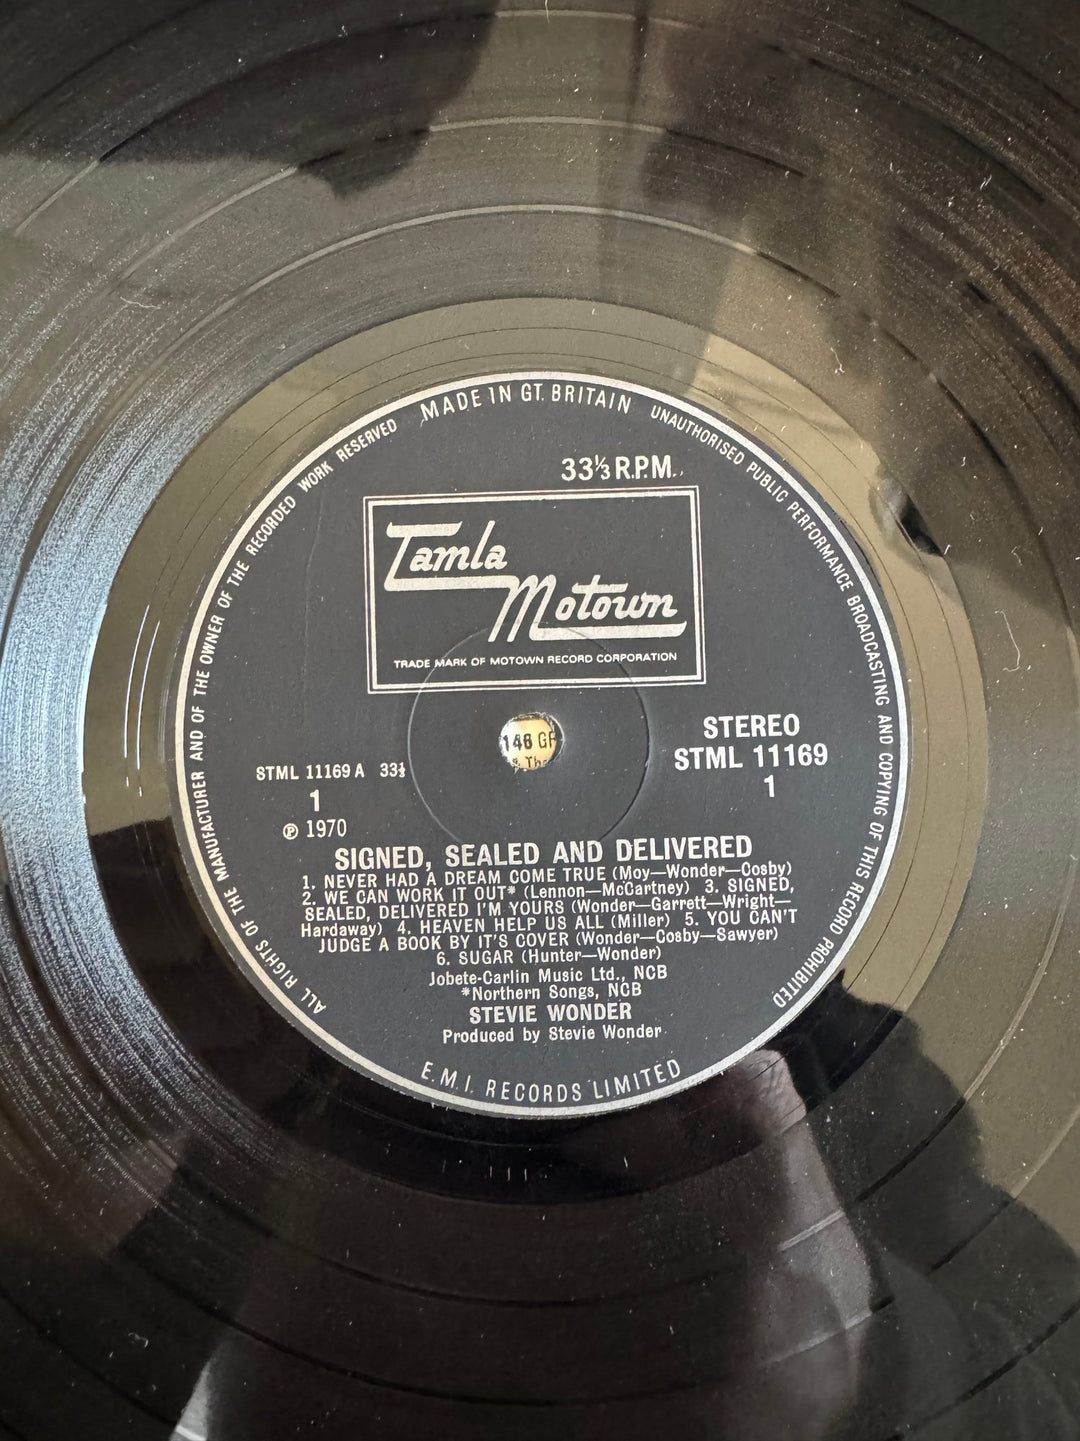 MADE IN GT. BRITAIN
UNAUTHORISED PUBLIC PERFORMANCE BROADCASTING AND COPYING OF THIS RECORD PROHIBITED
ALL RIGHTS OF THE MANUFACTURER AND OF THE OWNER OF THE RECORDED WORK RESERVED
33⅓ R.P.M.
Tamla
Motown
TRADE MARK OF MOTOWN RECORD CORPORATION
STEREO
STML 11169
1
146
& Th
STML 11169 A 33⅓
1
℗ 1970
SIGNED, SEALED AND DELIVERED
1. NEVER HAD A DREAM COME TRUE (Moy—Wonder—Cosby)
2. WE CAN WORK IT OUT* (Lennon—McCartney) 3. SIGNED,
SEALED, DELIVERED I'M YOURS (Wonder—Garrett—Wright—
Hardaway) 4. HEAVEN HELP US ALL (Miller) 5. YOU CAN'T
JUDGE A BOOK BY IT'S COVER (Wonder—Cosby—Sawyer)
6. SUGAR (Hunter—Wonder)
Jobete-Carlin Music Ltd., NCB
*Northern Songs, NCB
STEVIE WONDER
Produced by Stevie Wonder
E.M.I. RECORDS LIMITED